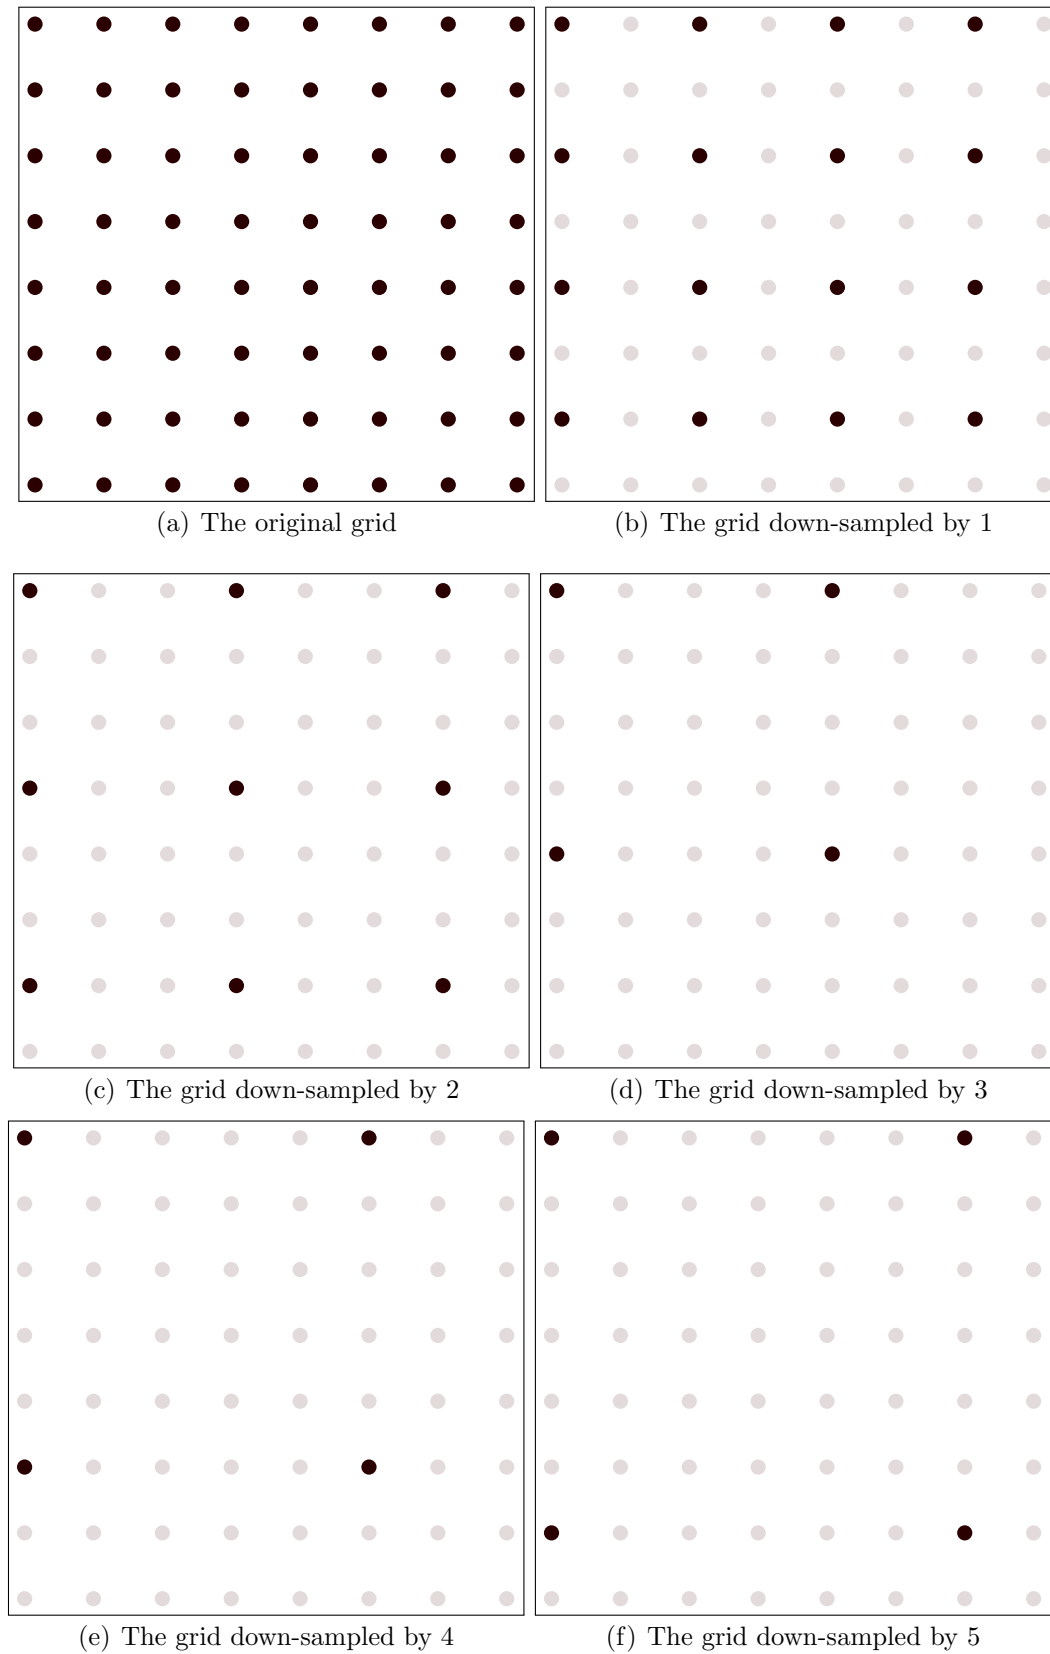 (a) The original grid
(b) The grid down-sampled by 1
(c) The grid down-sampled by 2
(d) The grid down-sampled by 3
(e) The grid down-sampled by 4
(f) The grid down-sampled by 5